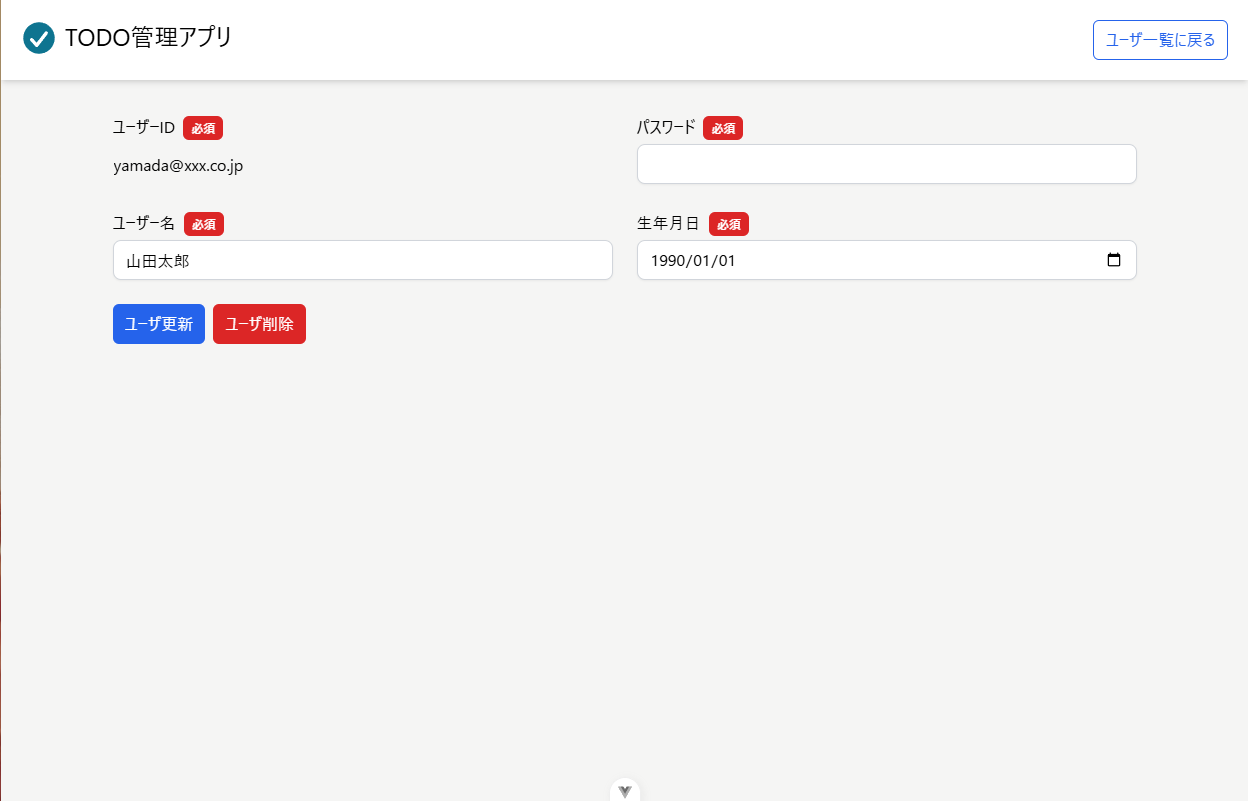 TODO管理アプリ
ユーザ一覧に戻る
ユーザーID 必須
パスワード 必須
yamada@xxx.co.jp
ユーザー名 必須
生年月日 必須
山田太郎
1990/01/01
ユーザ更新 ユーザ削除